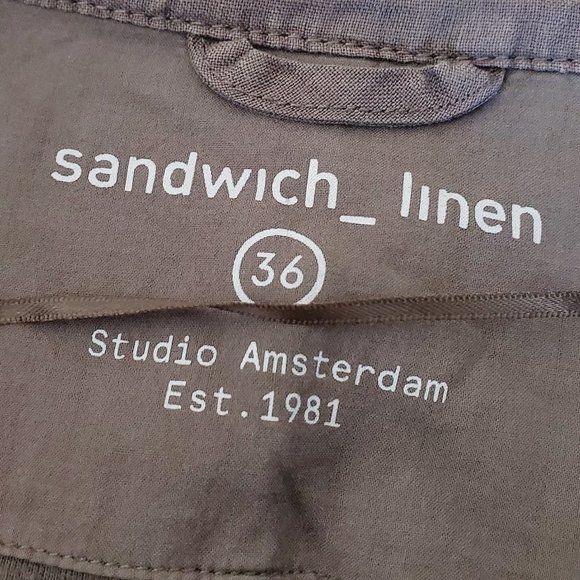 sandwich_ linen
36
Studio Amsterdam
Est.1981